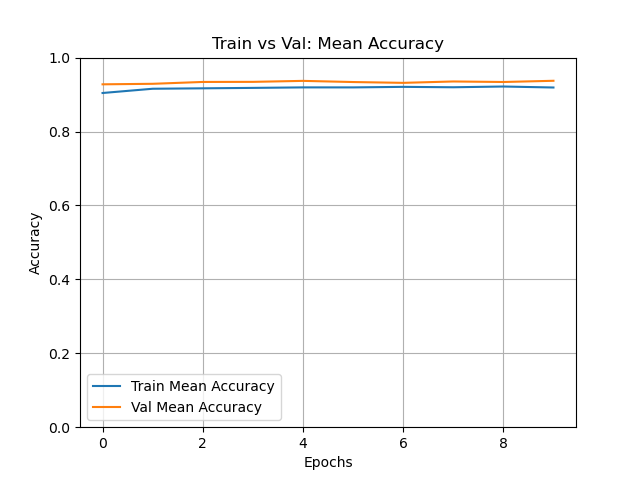 Train vs Val: Mean Accuracy
1.0
0.8
0.6
0.4
0.2
0.0
Accuracy
Train Mean Accuracy
Val Mean Accuracy
0 2 4 6 8
Epochs